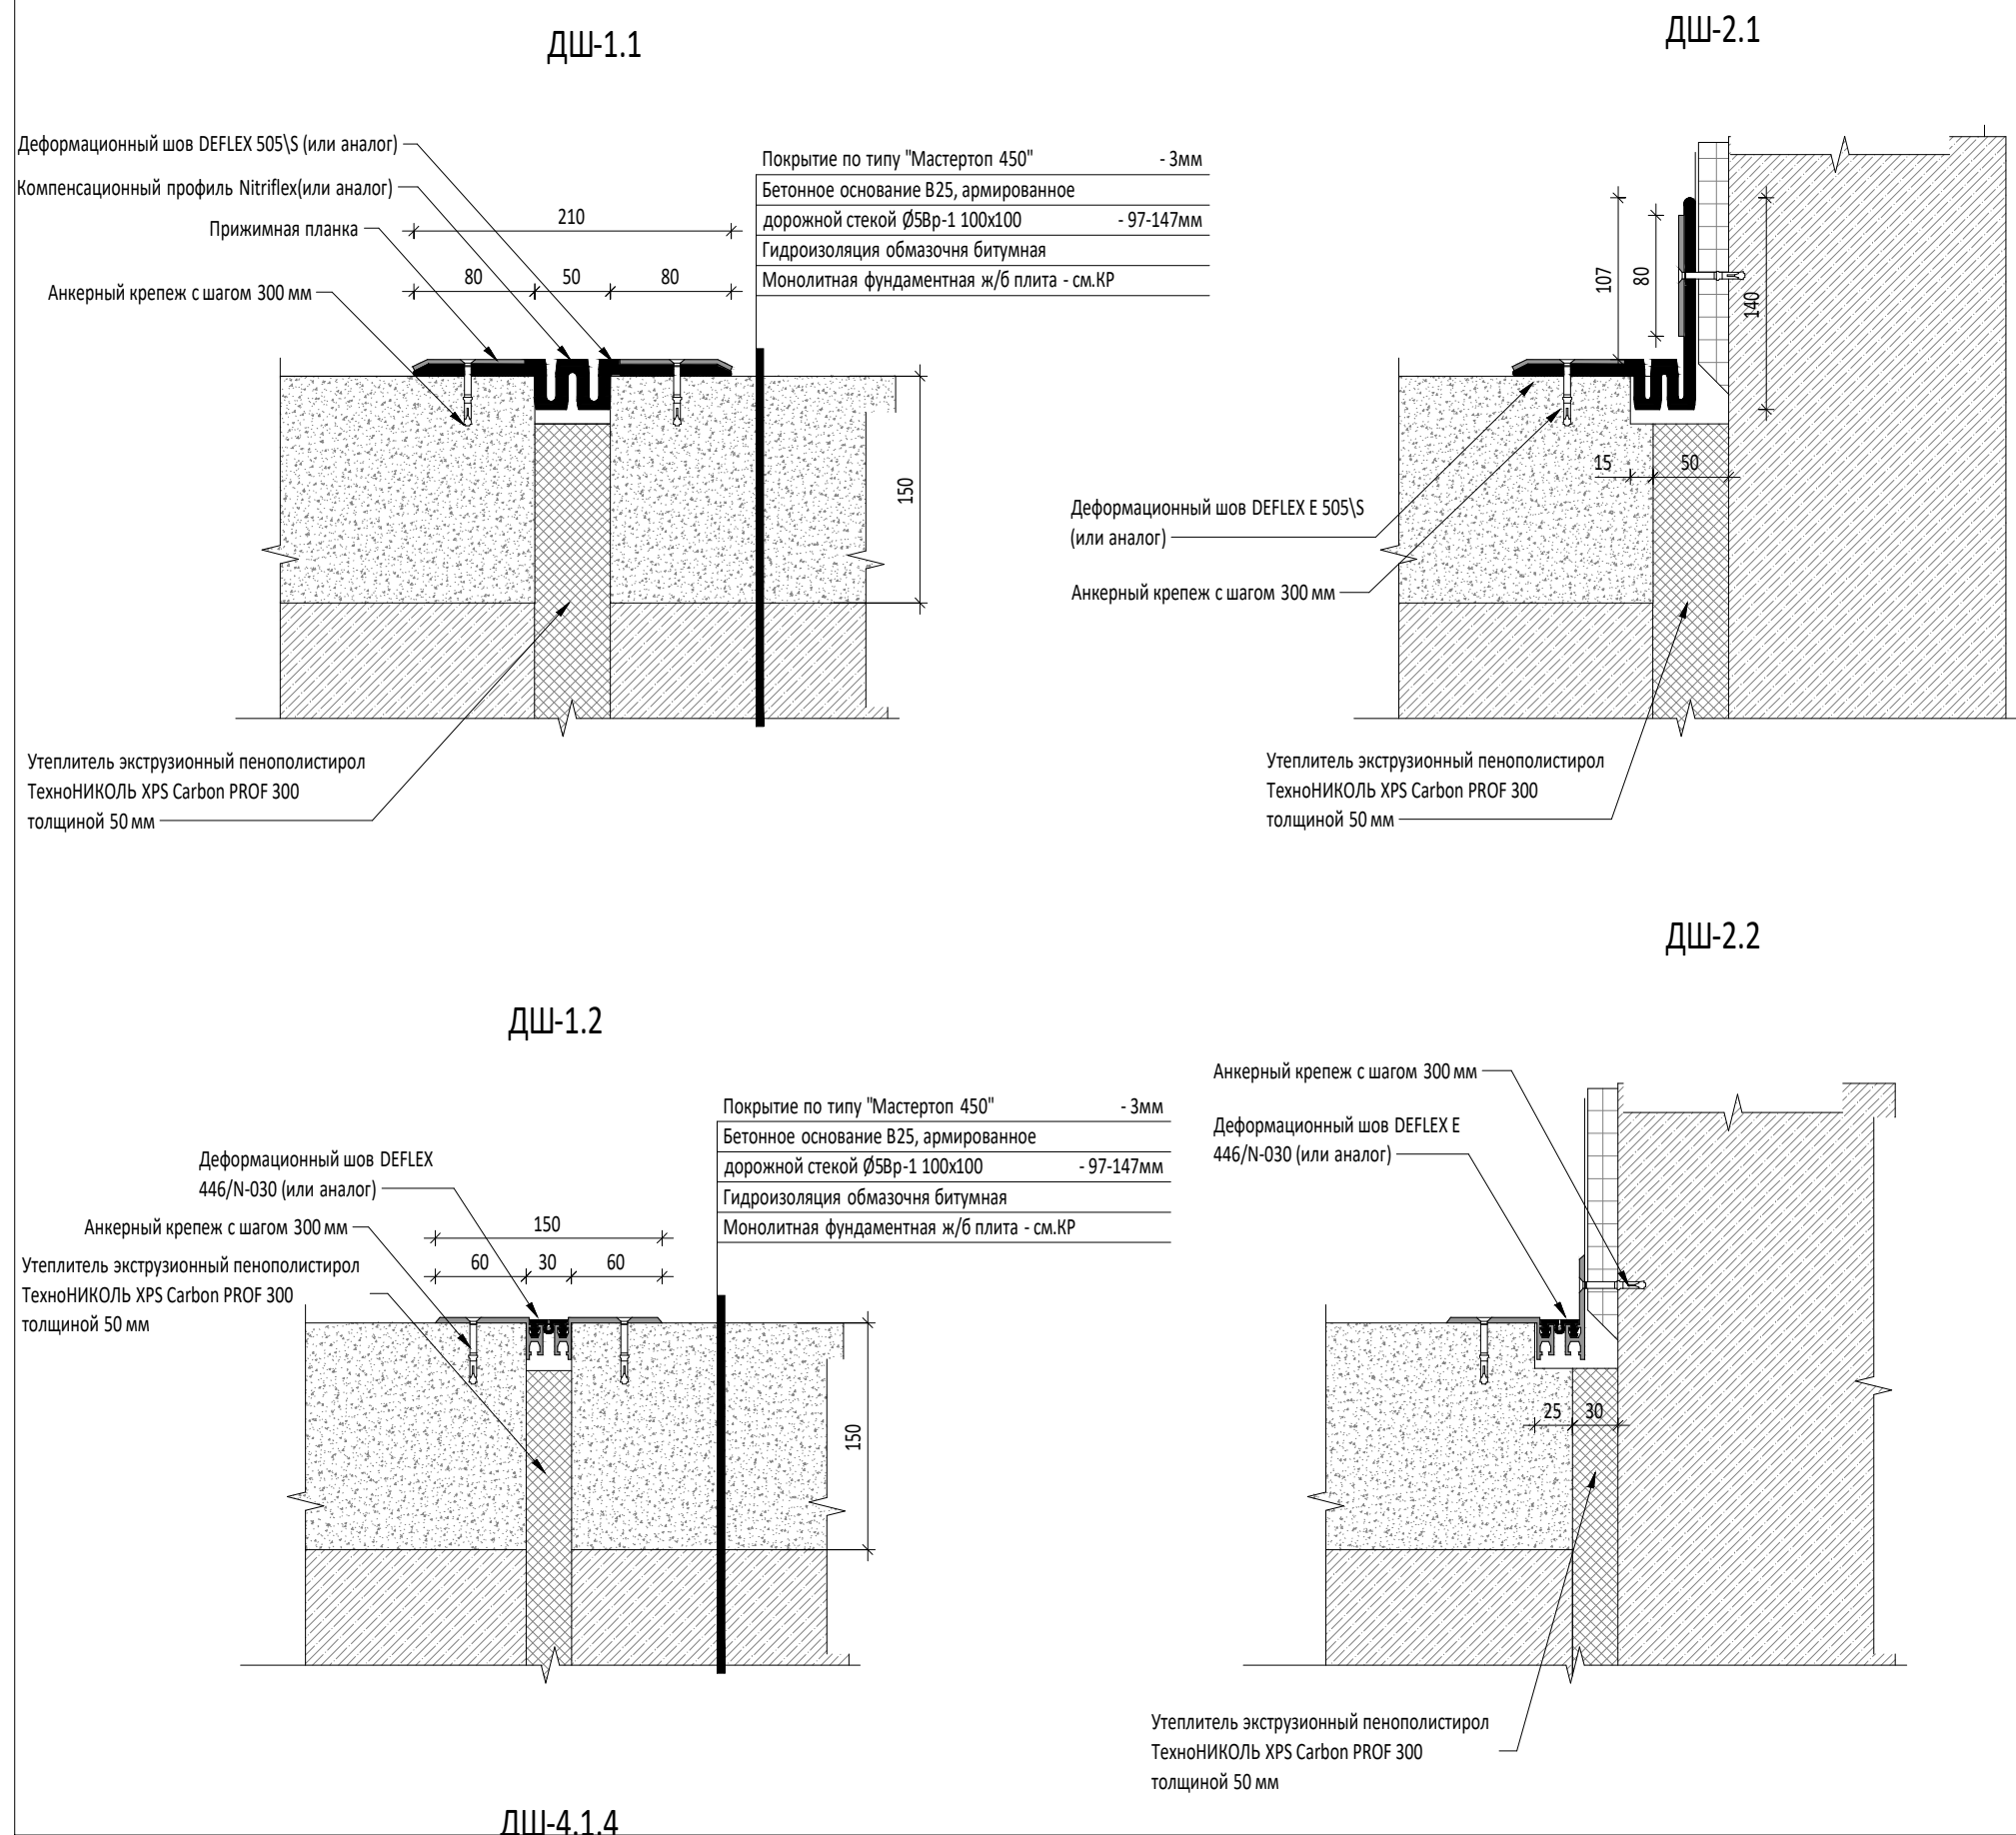 ДШ-1.1
Деформационный шов DEFLEX 505\S (или аналог)
Компенсационный профиль Nitriflex(или аналог)
Прижимная планка
Анкерный крепеж с шагом 300 мм
210
80
50
80
Покрытие по типу "Мастертоп 450" - 3мм
Бетонное основание В25, армированное
дорожной стекой Ø5Вр-1 100x100 - 97-147мм
Гидроизоляция обмазочня битумная
Монолитная фундаментная ж/б плита - см.КР
150
Утеплитель экструзионный пенополистирол
ТехноНИКОЛЬ XPS Carbon PROF 300
толщиной 50 мм
ДШ-2.1
107
80
140
15
50
Деформационный шов DEFLEX E 505\S
(или аналог)
Анкерный крепеж с шагом 300 мм
Утеплитель экструзионный пенополистирол
ТехноНИКОЛЬ XPS Carbon PROF 300
толщиной 50 мм
ДШ-1.2
Деформационный шов DEFLEX
446/N-030 (или аналог)
Анкерный крепеж с шагом 300 мм
Утеплитель экструзионный пенополистирол
ТехноНИКОЛЬ XPS Carbon PROF 300
толщиной 50 мм
150
60
30
60
Покрытие по типу "Мастертоп 450" - 3мм
Бетонное основание В25, армированное
дорожной стекой Ø5Вр-1 100x100 - 97-147мм
Гидроизоляция обмазочня битумная
Монолитная фундаментная ж/б плита - см.КР
150
ДШ-2.2
Анкерный крепеж с шагом 300 мм
Деформационный шов DEFLEX E
446/N-030 (или аналог)
25
30
Утеплитель экструзионный пенополистирол
ТехноНИКОЛЬ XPS Carbon PROF 300
толщиной 50 мм
ДШ-4.1.4